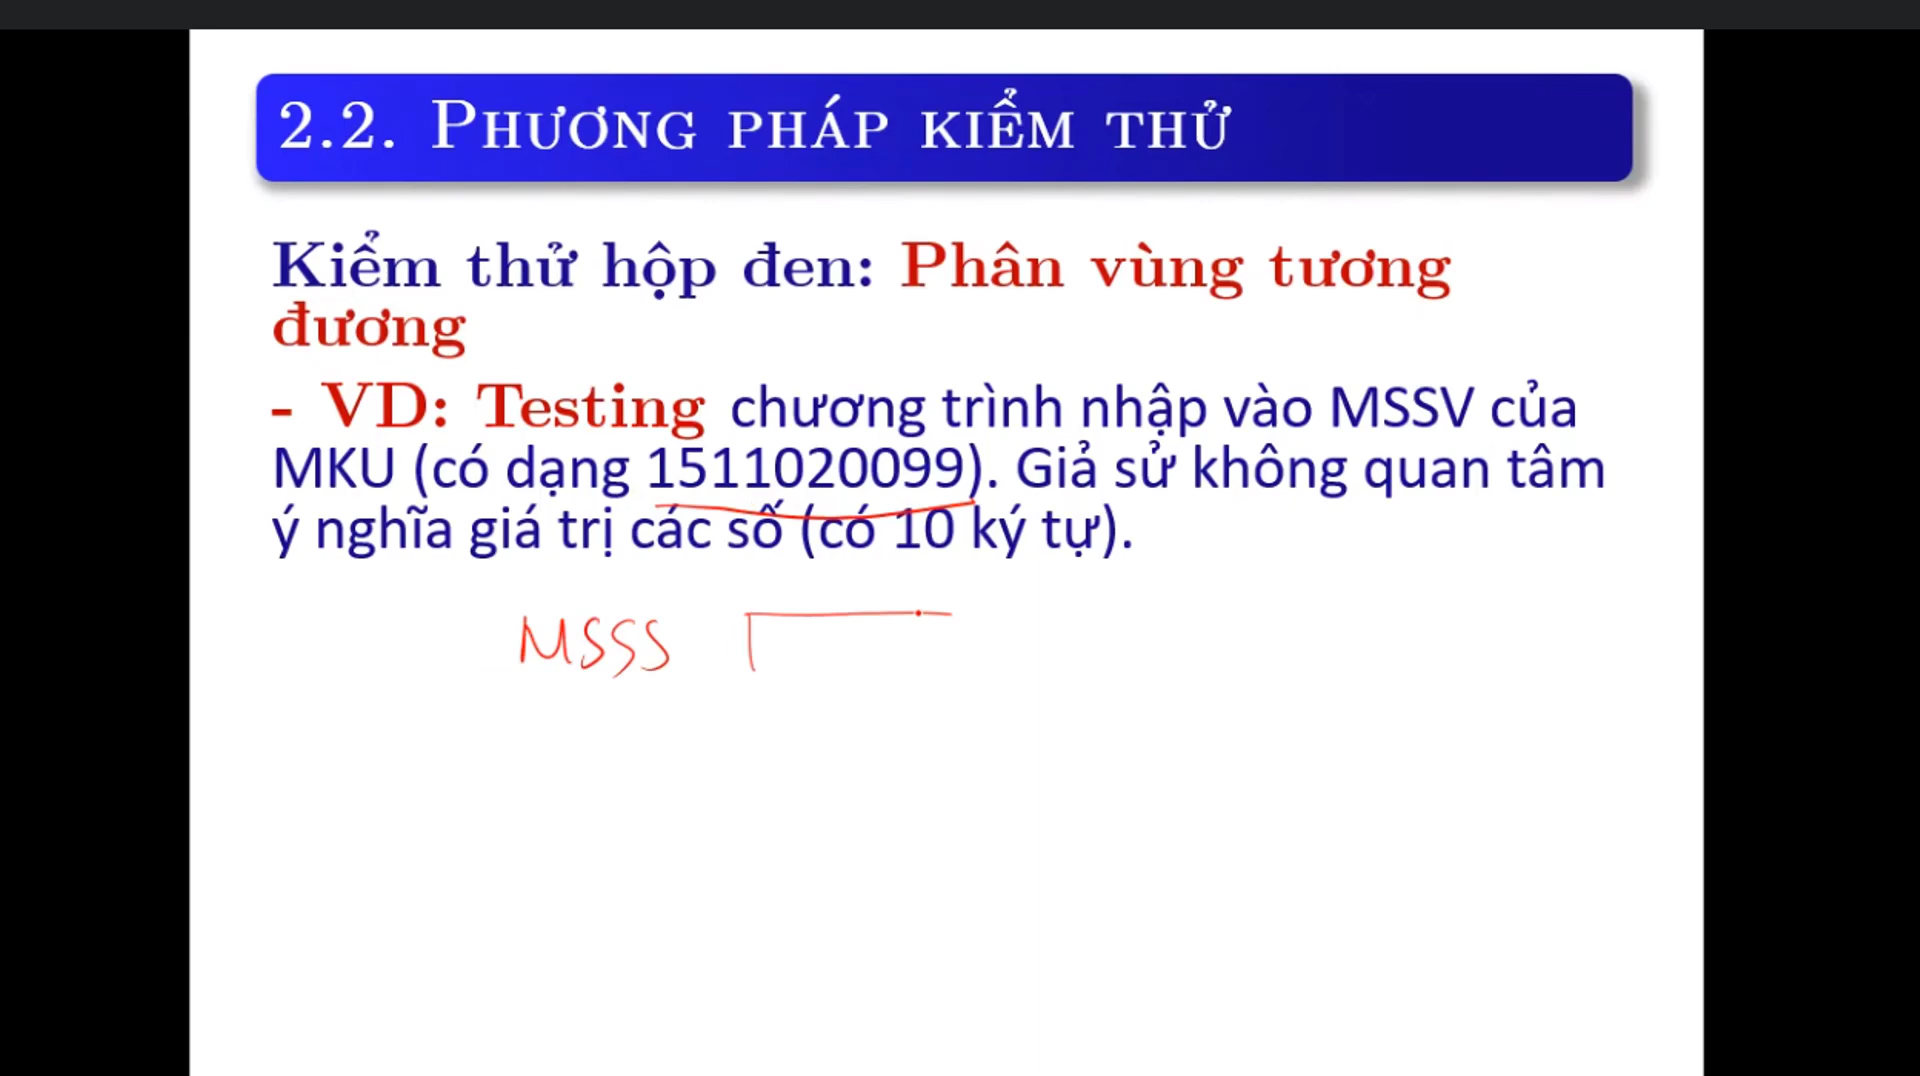 2.2. Phương pháp kiểm thử
Kiểm thử hộp đen: Phân vùng tương
đương
- VD: Testing chương trình nhập vào MSSV của
MKU (có dạng 1511020099). Giả sử không quan tâm
ý nghĩa giá trị các số (có 10 ký tự).
MSSS